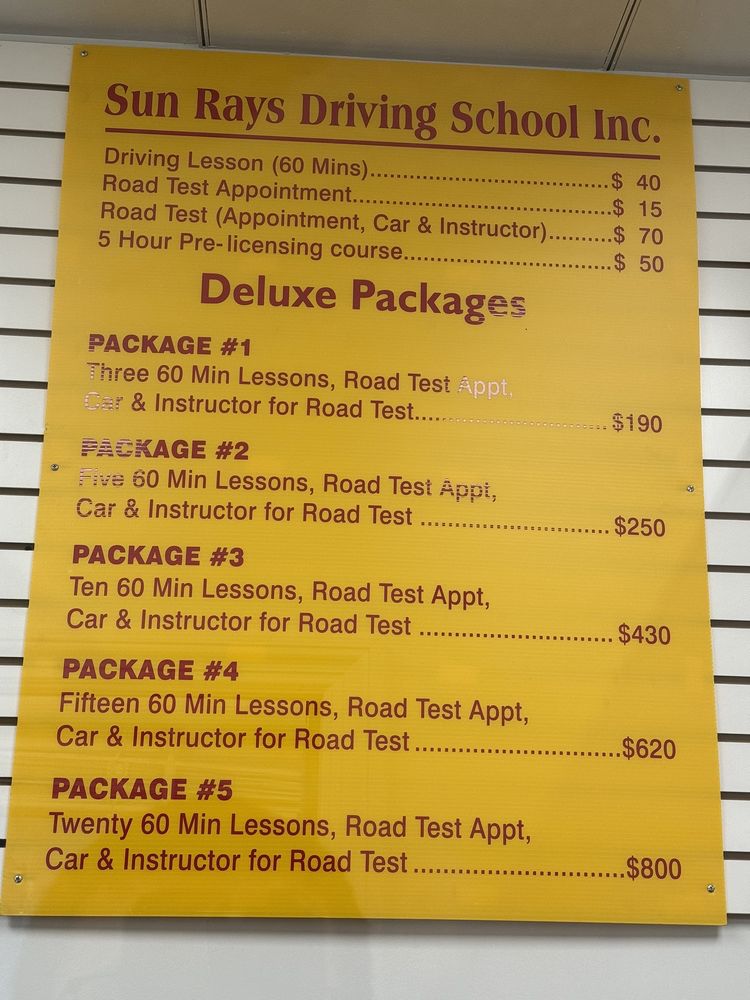 Sun Rays Driving School Inc.
Driving Lesson (60 Mins)........................................$ 40
Road Test Appointment...........................................$ 15
Road Test (Appointment, Car & Instructor)..........$ 70
5 Hour Pre-licensing course..................................$ 50
Deluxe Packages
PACKAGE #1
Three 60 Min Lessons, Road Test Appt,
Car & Instructor for Road Test..............................$190
PACKAGE #2
Five 60 Min Lessons, Road Test Appt,
Car & Instructor for Road Test .............................$250
PACKAGE #3
Ten 60 Min Lessons, Road Test Appt,
Car & Instructor for Road Test .............................$430
PACKAGE #4
Fifteen 60 Min Lessons, Road Test Appt,
Car & Instructor for Road Test ..............................$620
PACKAGE #5
Twenty 60 Min Lessons, Road Test Appt,
Car & Instructor for Road Test ..............................$800